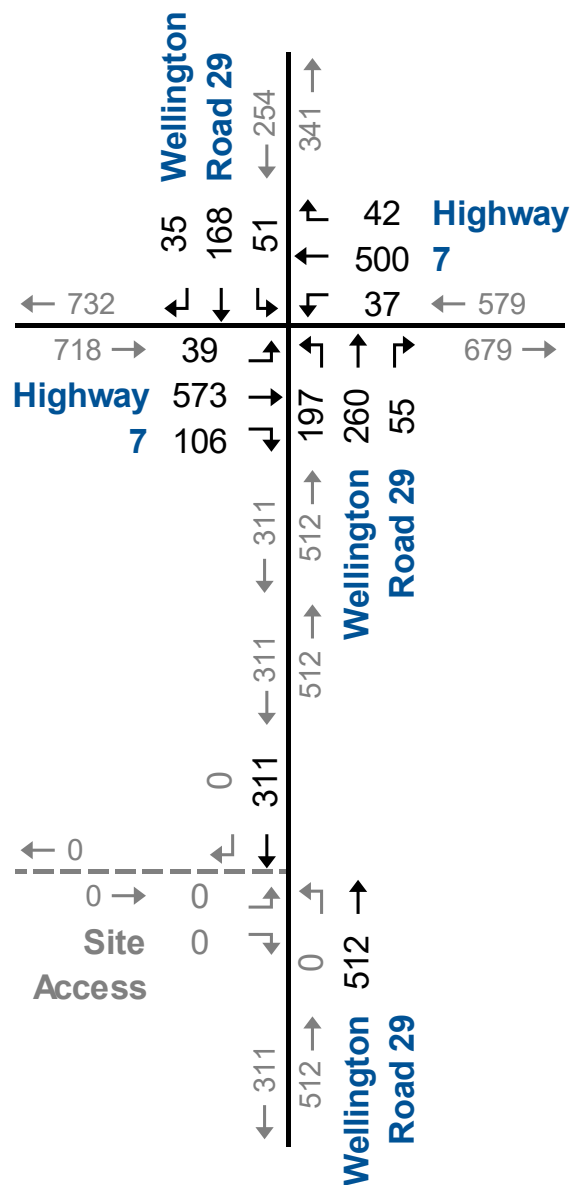 Wellington
Road 29
254
341
35
168
51
42 Highway
500 7
37
732
579
718
39
679
Highway 573
7 106
197
260
55
311
512
Wellington
Road 29
311
512
0
311
0
0 0
Site 0
Access
0
512
311
512
Wellington
Road 29